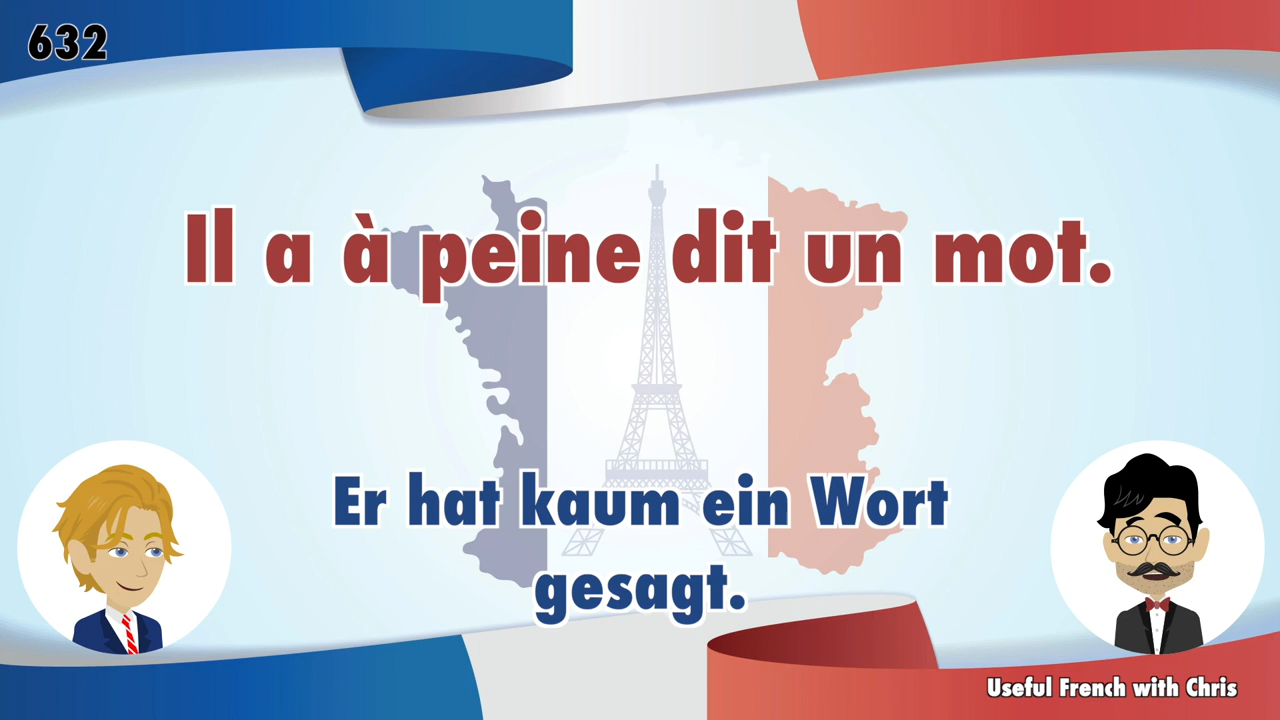 632
Il a à peine dit un mot.
Er hat kaum ein Wort
gesagt.
Useful French with Chris